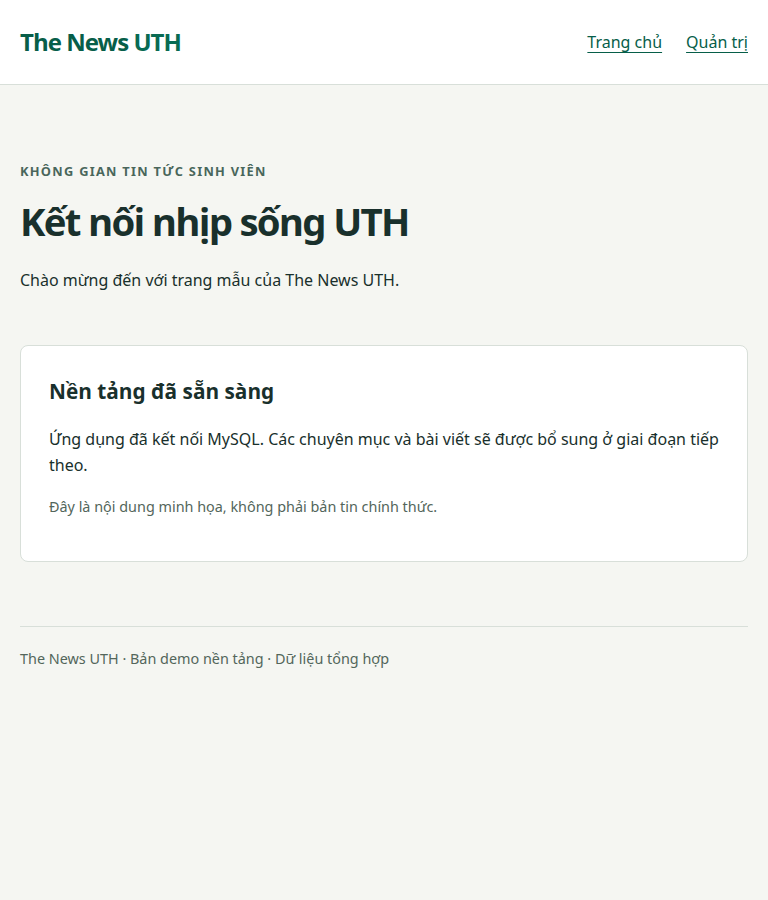 The News UTH
Trang chủ
Quản trị
KHÔNG GIAN TIN TỨC SINH VIÊN
Kết nối nhịp sống UTH
Chào mừng đến với trang mẫu của The News UTH.
Nền tảng đã sẵn sàng
Ứng dụng đã kết nối MySQL. Các chuyên mục và bài viết sẽ được bổ sung ở giai đoạn tiếp
theo.
Đây là nội dung minh họa, không phải bản tin chính thức.
The News UTH · Bản demo nền tảng · Dữ liệu tổng hợp